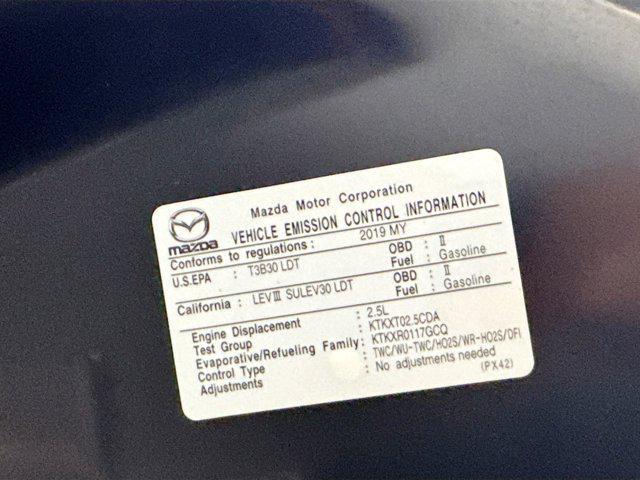 Mazda Motor Corporation
mazda VEHICLE EMISSION CONTROL INFORMATION
Conforms to regulations : 2019 MY
U.S.EPA : T3B30 LDT OBD : II
Fuel : Gasoline
California : LEVIII SULEV30 LDT OBD : II
Fuel : Gasoline
Engine Displacement : 2.5L
Test Group : KTKXT02.5CDA
Evaporative/Refueling Family: KTKXR0117GCQ
Control Type : TWC/WU-TWC/HO2S/WR-HO2S/DFI
Adjustments : No adjustments needed
(PX42)